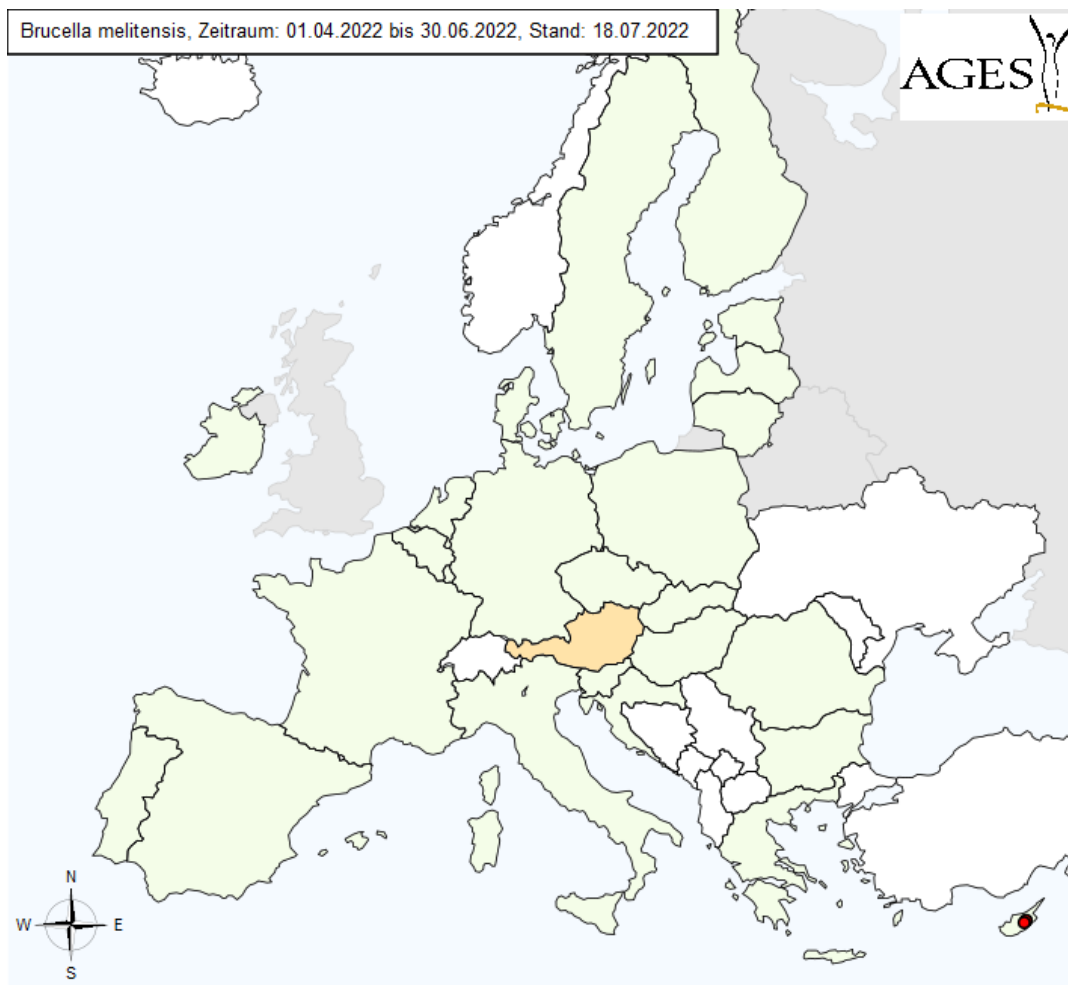 Brucella melitensis, Zeitraum: 01.04.2022 bis 30.06.2022, Stand: 18.07.2022
AGES
N
W E
S